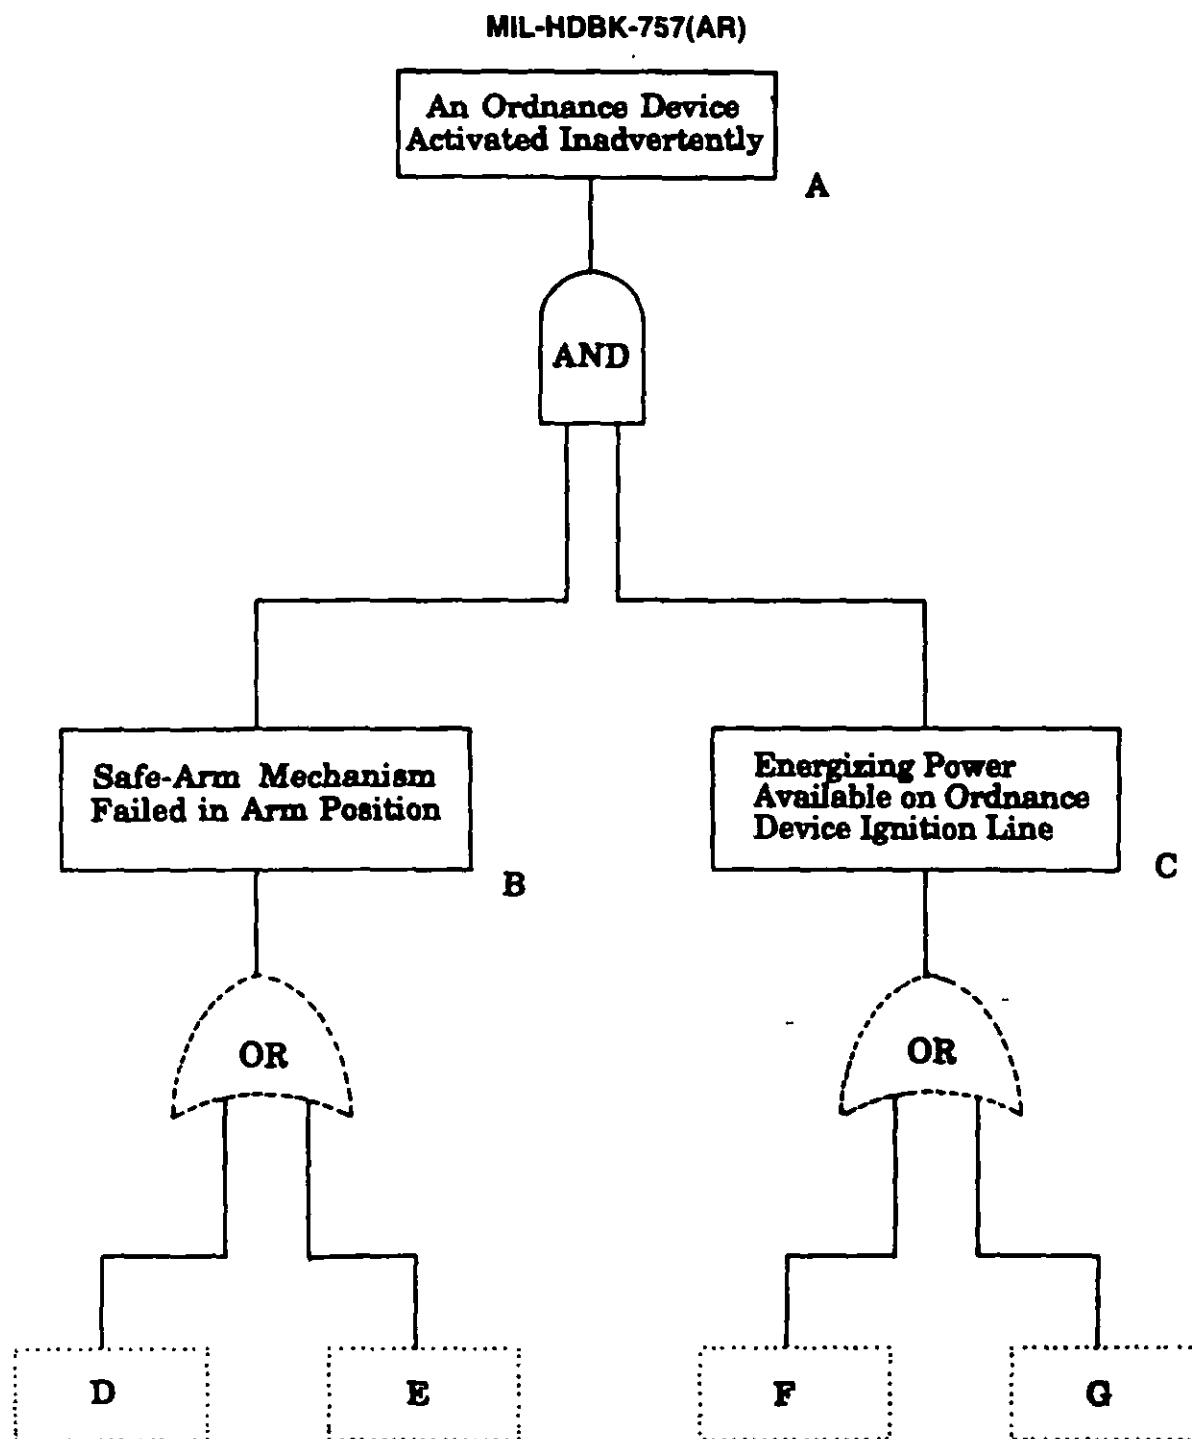 MIL-HDBK-757(AR)
An Ordnance Device
Activated Inadvertently
A
AND
Safe-Arm Mechanism
Failed in Arm Position
B
Energizing Power
Available on Ordnance
Device Ignition Line
C
OR
OR
D
E
F
G